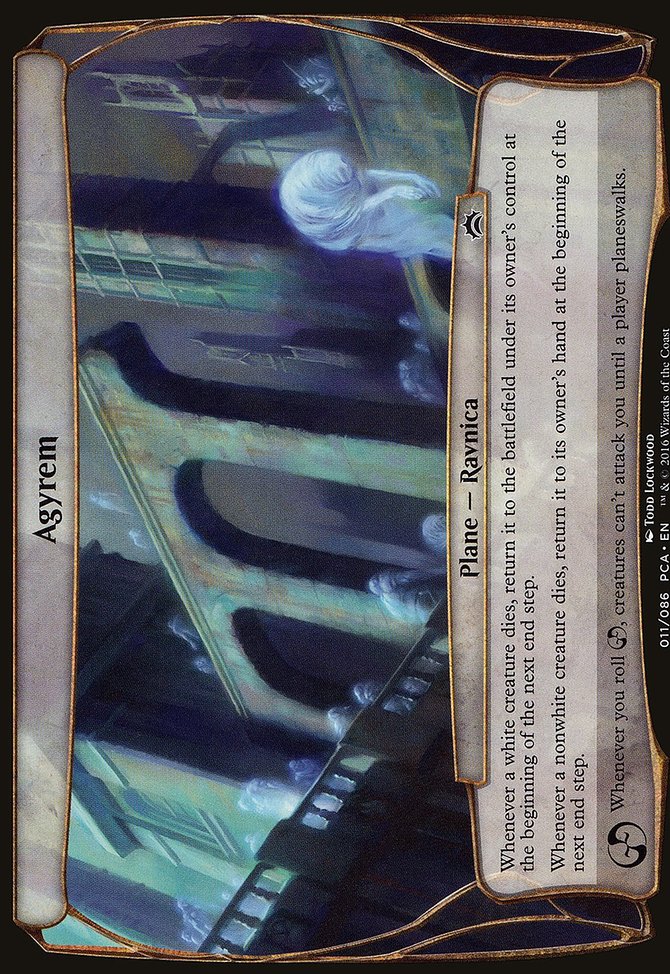 Agyrem
Plane — Ravnica
Whenever a white creature dies, return it to the battlefield under its owner's control at
the beginning of the next end step.
Whenever a nonwhite creature dies, return it to its owner's hand at the beginning of the
next end step.
Whenever you roll , creatures can't attack you until a player planeswalks.
Todd Lockwood
011/086 PCA • EN ™ & © 2016 Wizards of the Coast